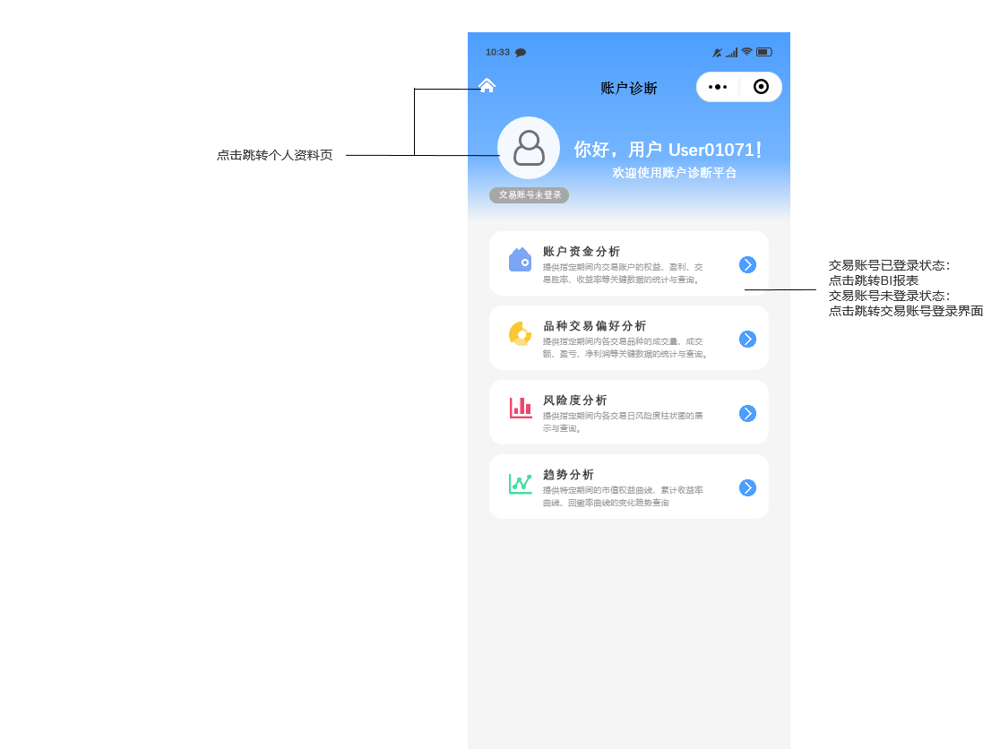 10:33
账户诊断
点击跳转个人资料页
你好，用户 User01071！
欢迎使用账户诊断平台
交易账号未登录
账户资金分析
提供指定期间内交易账户的权益、盈利、交
易胜率、收益率等关键数据的统计与查询。
交易账号已登录状态：
点击跳转BI报表
交易账号未登录状态：
点击跳转交易账号登录界面
品种交易偏好分析
提供指定期间内各交易品种的成交量、成交
额、盈亏、净利润等关键数据的统计与查询。
风险度分析
提供指定期间内各交易日风险度柱状图的展
示与查询。
趋势分析
提供特定期间的市值权益曲线、累计收益率
曲线、回撤率曲线的变化趋势查询